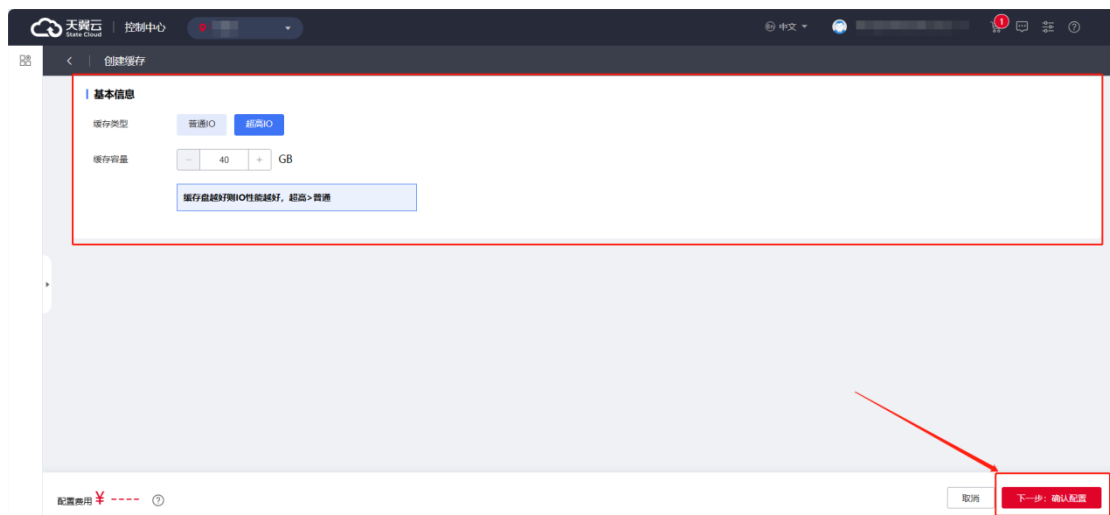 天翼云 State Cloud 控制中心 中文 1
创建缓存
基本信息
缓存类型 普通IO 超高IO
缓存容量 - 40 + GB
缓存盘越好则IO性能越好，超高>普通
配置费用 ¥ ---- ? 取消 下一步：确认配置